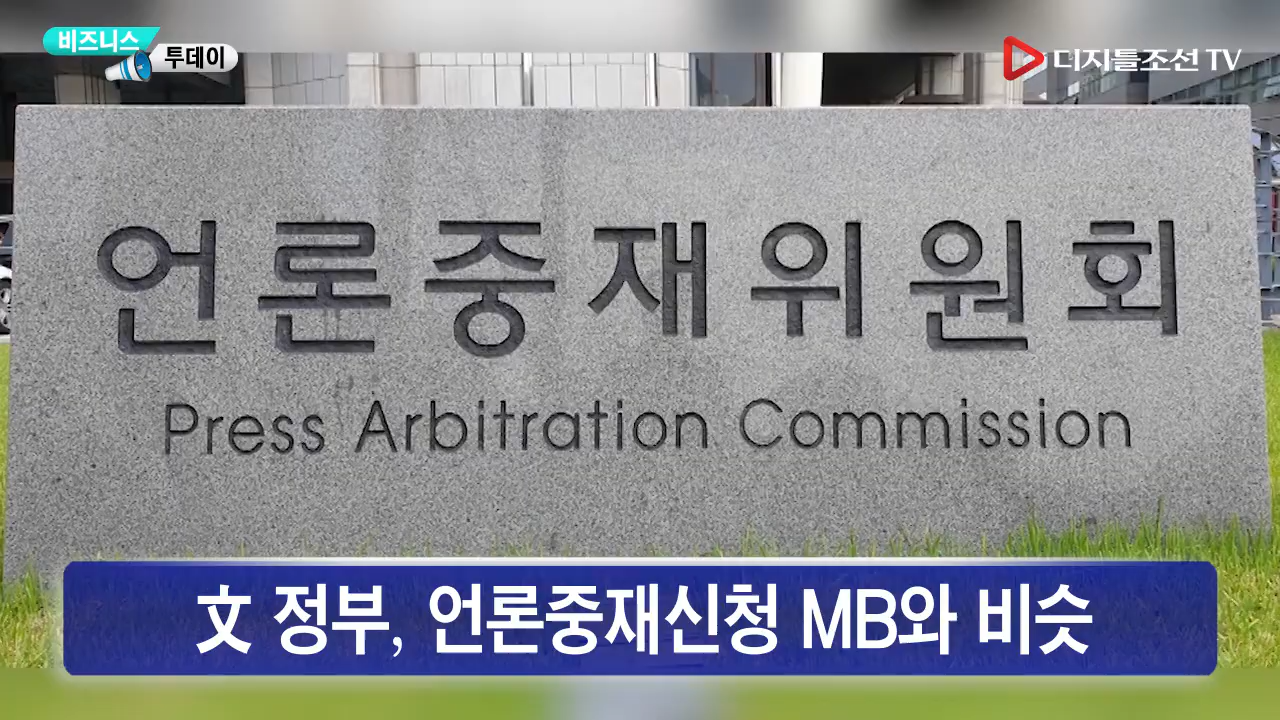 비즈니스
투데이
디지틀조선 TV
언론중재위원회
Press Arbitration Commission
文 정부, 언론중재신청 MB와 비슷